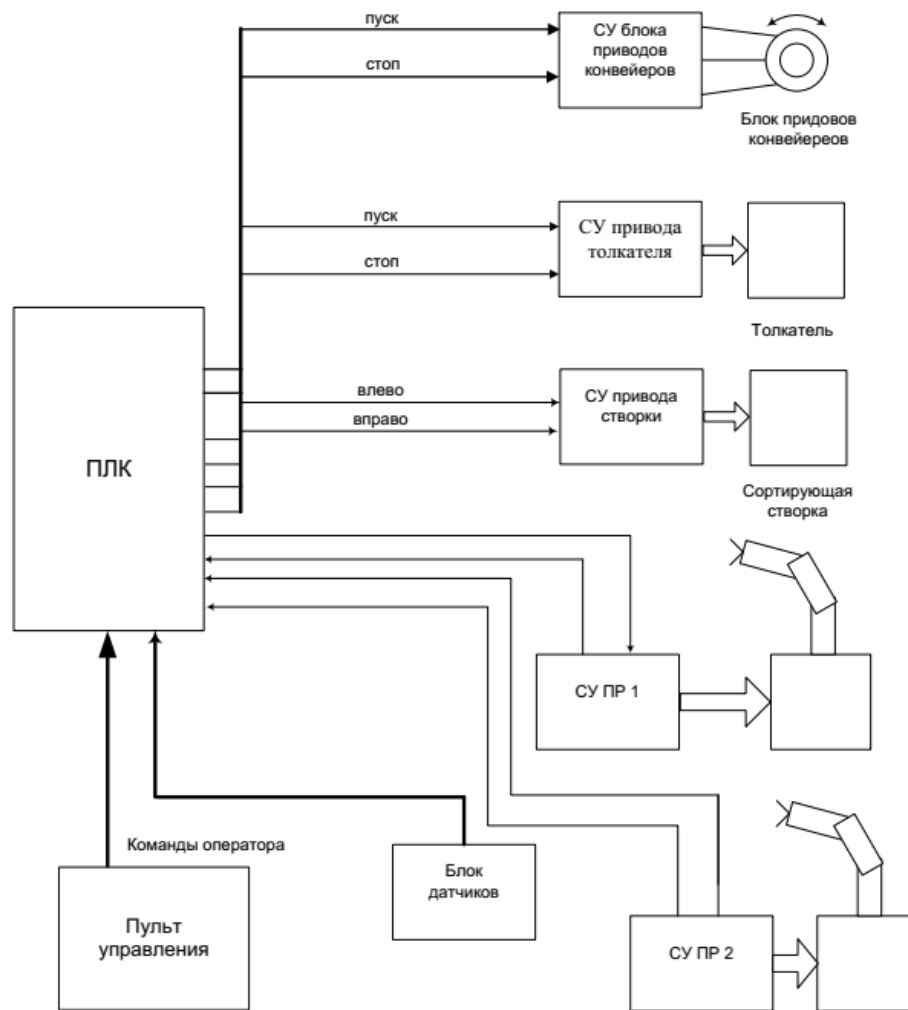 пуск
стоп
СУ блока
приводов
конвейеров
Блок придовов
конвейереов
пуск
стоп
СУ привода
толкателя
Толкатель
влево
вправо
СУ привода
створки
Сортирующая
створка
ПЛК
СУ ПР 1
Команды оператора
Пульт
управления
Блок
датчиков
СУ ПР 2